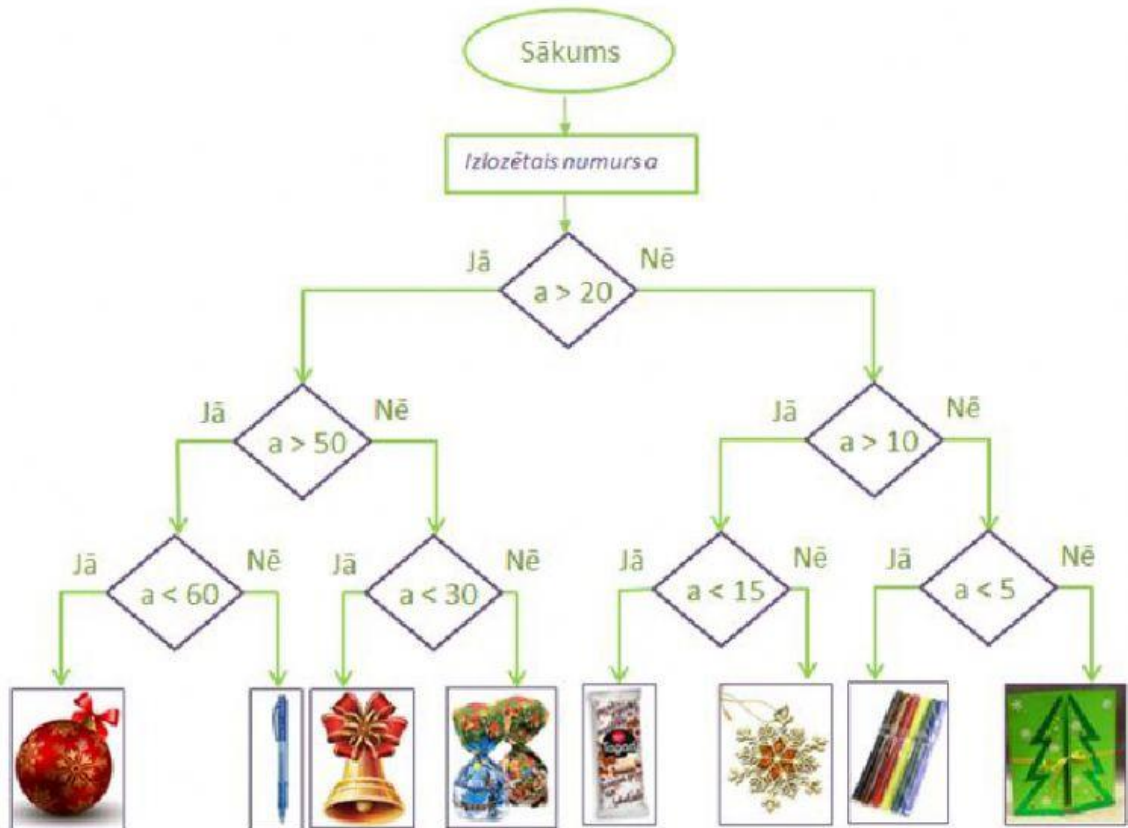 Sākums
Izlozētais numurs a
Jā
Nē
a > 20
Jā
Nē
Jā
Nē
a > 50
a > 10
Jā
Nē
Jā
Nē
Jā
Nē
Jā
Nē
a < 60
a < 30
a < 15
a < 5